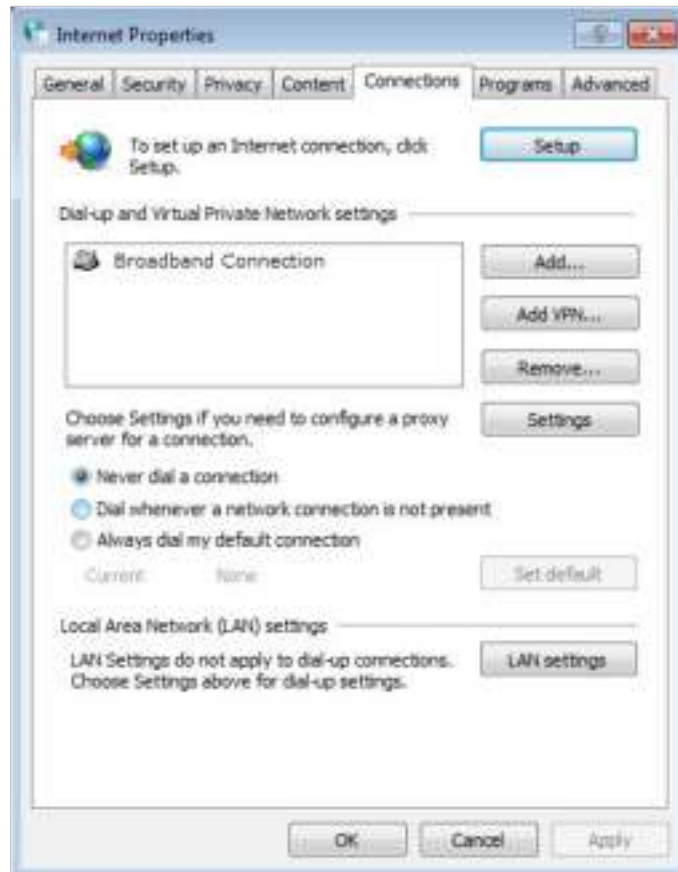 Internet Properties
General Security Privacy Content Connections Programs Advanced
To set up an Internet connection, click
Setup.
Setup
Dial-up and Virtual Private Network settings
Broadband Connection
Add...
Add VPN...
Remove...
Choose Settings if you need to configure a proxy
server for a connection.
Settings
Never dial a connection
Dial whenever a network connection is not present
Always dial my default connection
Current None
Set default
Local Area Network (LAN) settings
LAN Settings do not apply to dial-up connections.
Choose Settings above for dial-up settings.
LAN settings
OK Cancel Apply